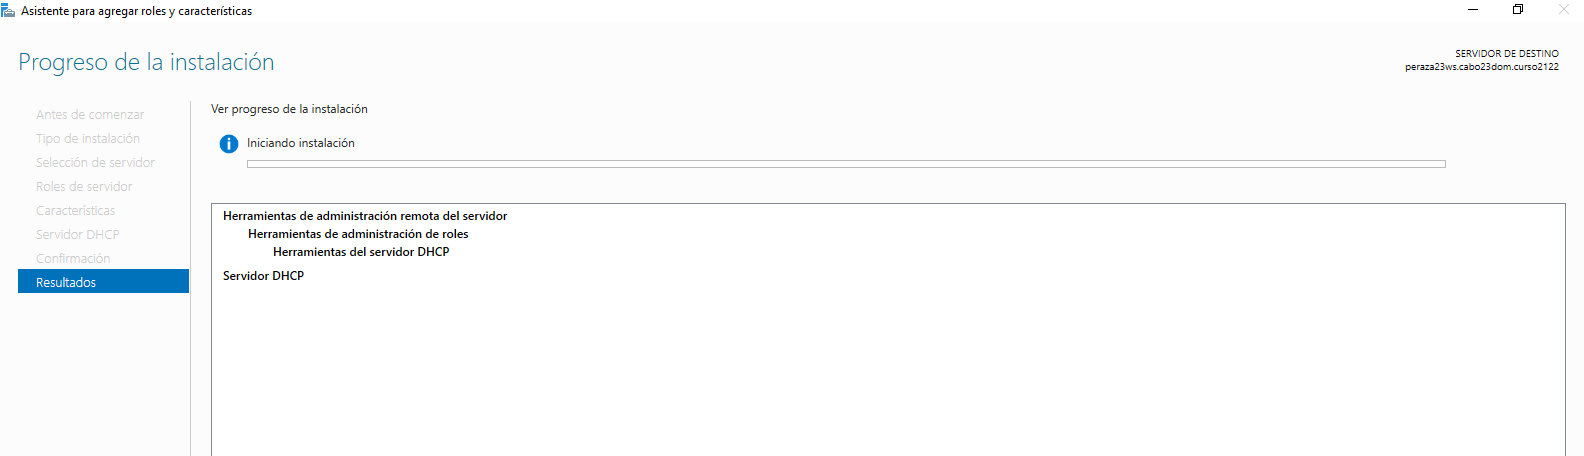 Asistente para agregar roles y características
Progreso de la instalación
SERVIDOR DE DESTINO
peraza23ws.cabo23dom.curso2122
Antes de comenzar
Tipo de instalación
Selección de servidor
Roles de servidor
Características
Servidor DHCP
Confirmación
Resultados
Ver progreso de la instalación
Iniciando instalación
Herramientas de administración remota del servidor
Herramientas de administración de roles
Herramientas del servidor DHCP
Servidor DHCP